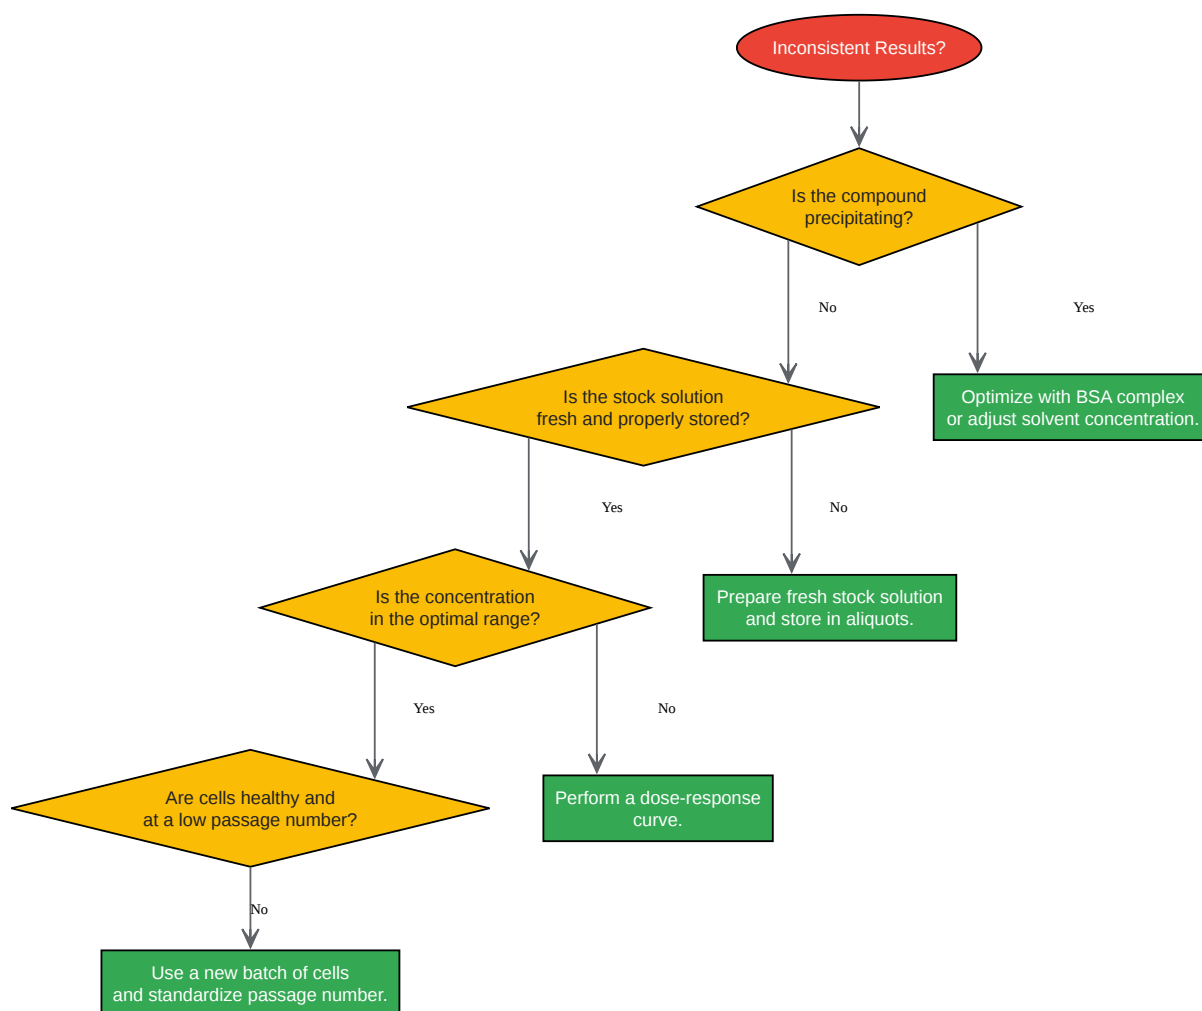 Inconsistent Results?
Is the compound
precipitating?
No
Yes
Is the stock solution
fresh and properly stored?
Optimize with BSA complex
or adjust solvent concentration.
Yes
No
Is the concentration
in the optimal range?
Prepare fresh stock solution
and store in aliquots.
Yes
No
Are cells healthy and
at a low passage number?
Perform a dose-response
curve.
No
Use a new batch of cells
and standardize passage number.